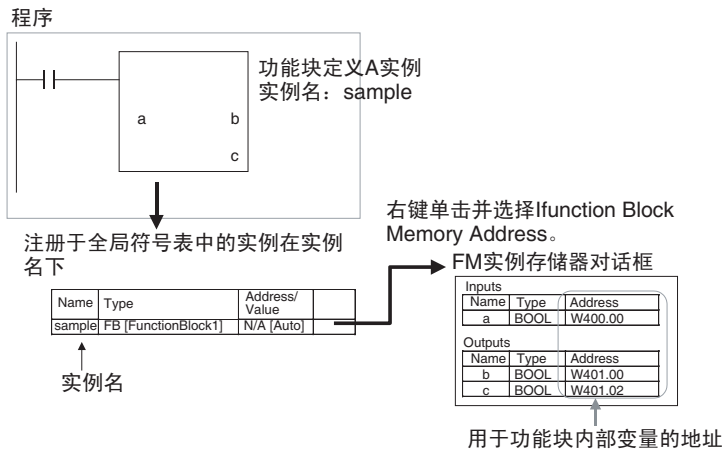 程序
功能块定义A实例
实例名：sample
a
b
c
注册于全局符号表中的实例在实例
名下
Name Type Address/
Value
sample FB [FunctionBlock1] N/A [Auto]
实例名
右键单击并选择Ifunction Block
Memory Address。
FM实例存储器对话框
Inputs
Name Type Address
a BOOL W400.00
Outputs
Name Type Address
b BOOL W401.00
c BOOL W401.02
用于功能块内部变量的地址